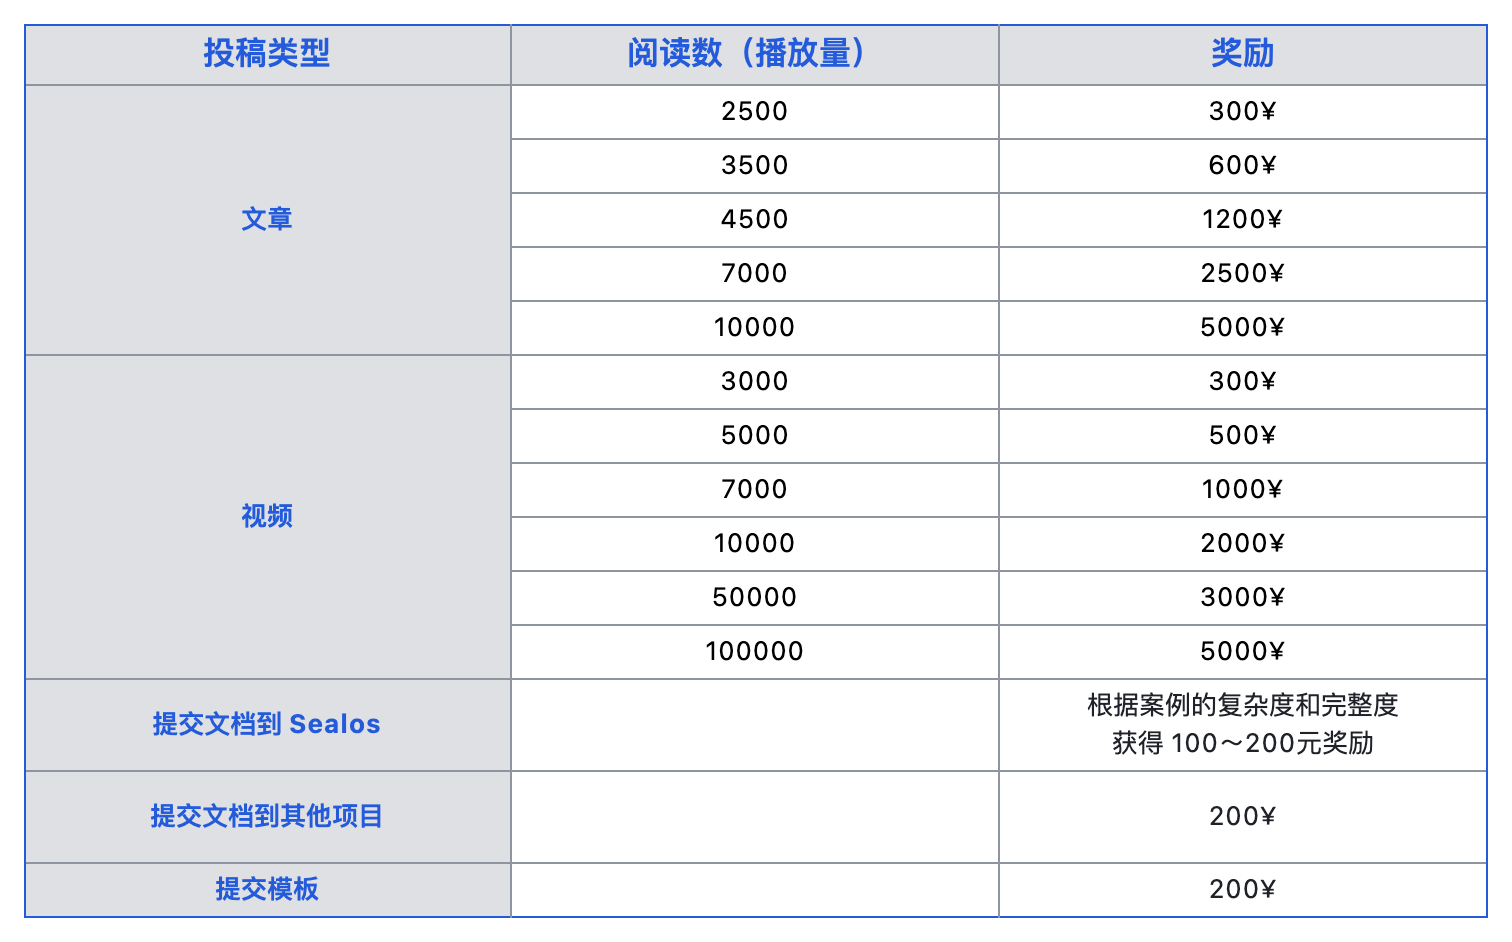 投稿类型 阅读数（播放量） 奖励
文章
2500 300¥
3500 600¥
4500 1200¥
7000 2500¥
10000 5000¥
视频
3000 300¥
5000 500¥
7000 1000¥
10000 2000¥
50000 3000¥
100000 5000¥
提交文档到 Sealos
根据案例的复杂度和完整度
获得 100～200元奖励
提交文档到其他项目 200¥
提交模板 200¥